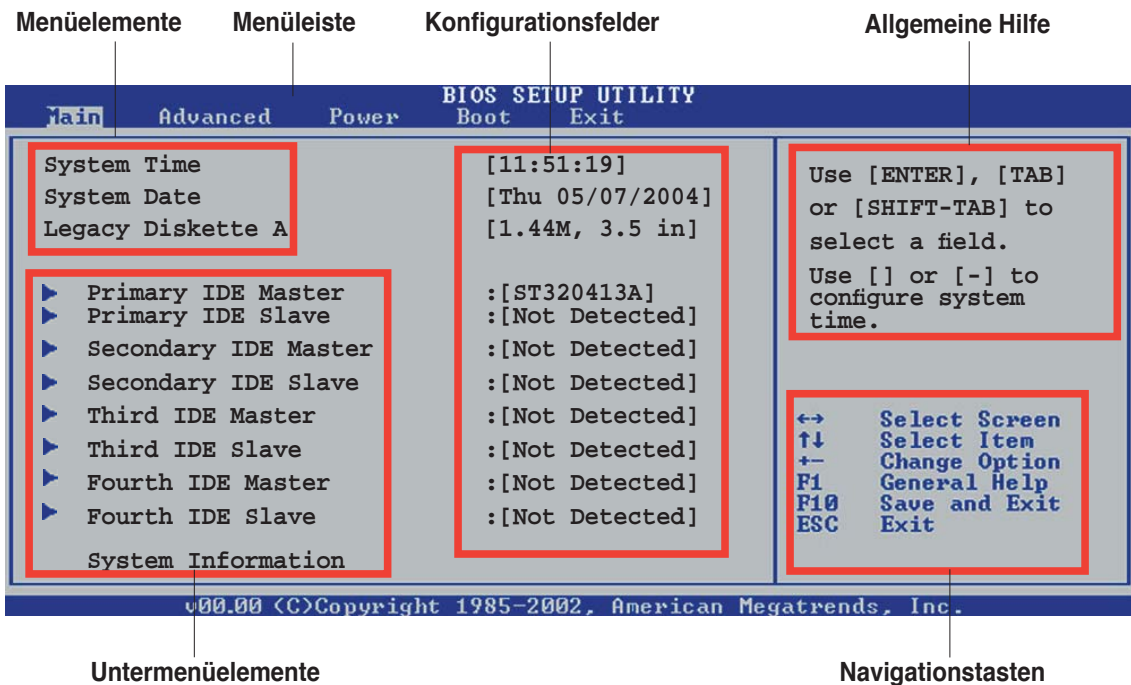 Menüelemente Menüleiste Konfigurationsfelder Allgemeine Hilfe
BIOS SETUP UTILITY
Main Advanced Power Boot Exit
System Time [11:51:19]
System Date [Thu 05/07/2004]
Legacy Diskette A [1.44M, 3.5 in]
Primary IDE Master :[ST320413A]
Primary IDE Slave :[Not Detected]
Secondary IDE Master :[Not Detected]
Secondary IDE Slave :[Not Detected]
Third IDE Master :[Not Detected]
Third IDE Slave :[Not Detected]
Fourth IDE Master :[Not Detected]
Fourth IDE Slave :[Not Detected]
System Information
Use [ENTER], [TAB]
or [SHIFT-TAB] to
select a field.
Use [] or [-] to
configure system
time.
←→ Select Screen
↑↓ Select Item
+- Change Option
F1 General Help
F10 Save and Exit
ESC Exit
v00.00 (C)Copyright 1985-2002, American Megatrends, Inc.
Untermenüelemente Navigationstasten